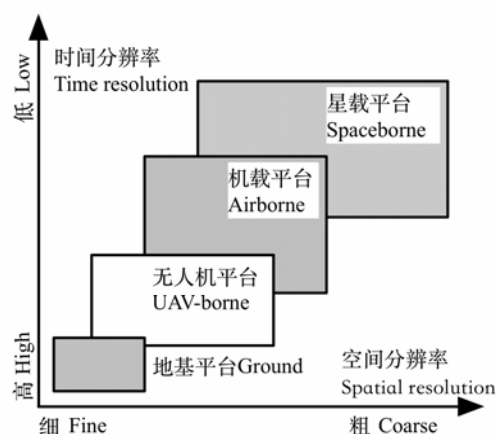 低 Low
时间分辨率
Time resolution
星载平台
Spaceborne
机载平台
Airborne
无人机平台
UAV-borne
地基平台Ground
高 High
空间分辨率
Spatial resolution
细 Fine
粗 Coarse